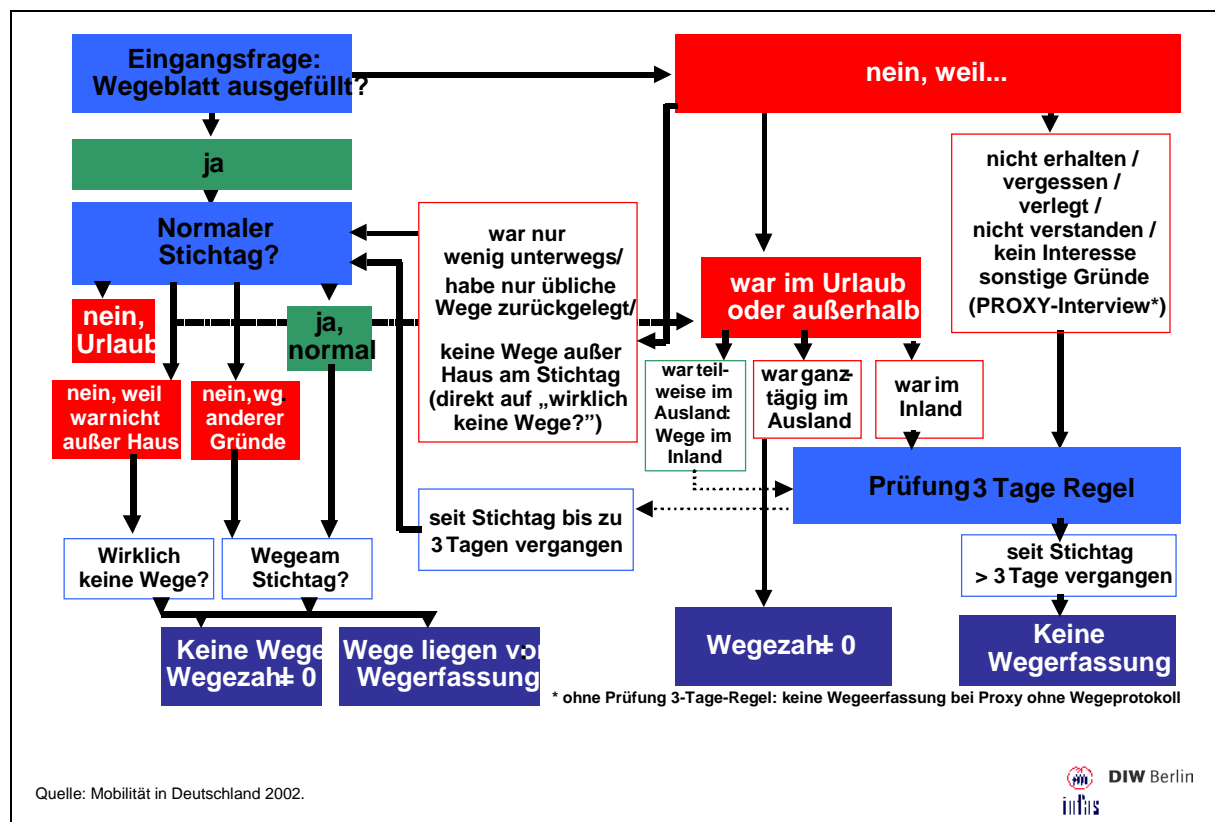 Eingangsfrage:
Wegeblatt ausgefüllt?
nein, weil...
ja
nicht erhalten /
vergessen /
verlegt /
nicht verstanden /
kein Interesse
sonstige Gründe
(PROXY-Interview*)
Normaler
Stichtag?
war nur
wenig unterwegs/
habe nur übliche
Wege zurückgelegt/
keine Wege außer
Haus am Stichtag
(direkt auf „wirklich
keine Wege?”)
war im Urlaub
oder außerhalb
nein,
Urlaub
ja,
normal
nein, weil
war nicht
außer Haus
nein, wg.
anderer
Gründe
war teil-
weise im
Ausland:
Wege im
Inland
war ganz-
tägig im
Ausland
war im
Inland
Prüfung 3 Tage Regel
seit Stichtag bis zu
3 Tagen vergangen
Wirklich
keine Wege?
Wege am
Stichtag?
seit Stichtag
> 3 Tage vergangen
Keine Wege
Wegezahl= 0
Wege liegen vor:
Wegerfassung
Wegezahl= 0
Keine
Wegerfassung
* ohne Prüfung 3-Tage-Regel: keine Wegeerfassung bei Proxy ohne Wegeprotokoll
Quelle: Mobilität in Deutschland 2002.
infas
DIW Berlin